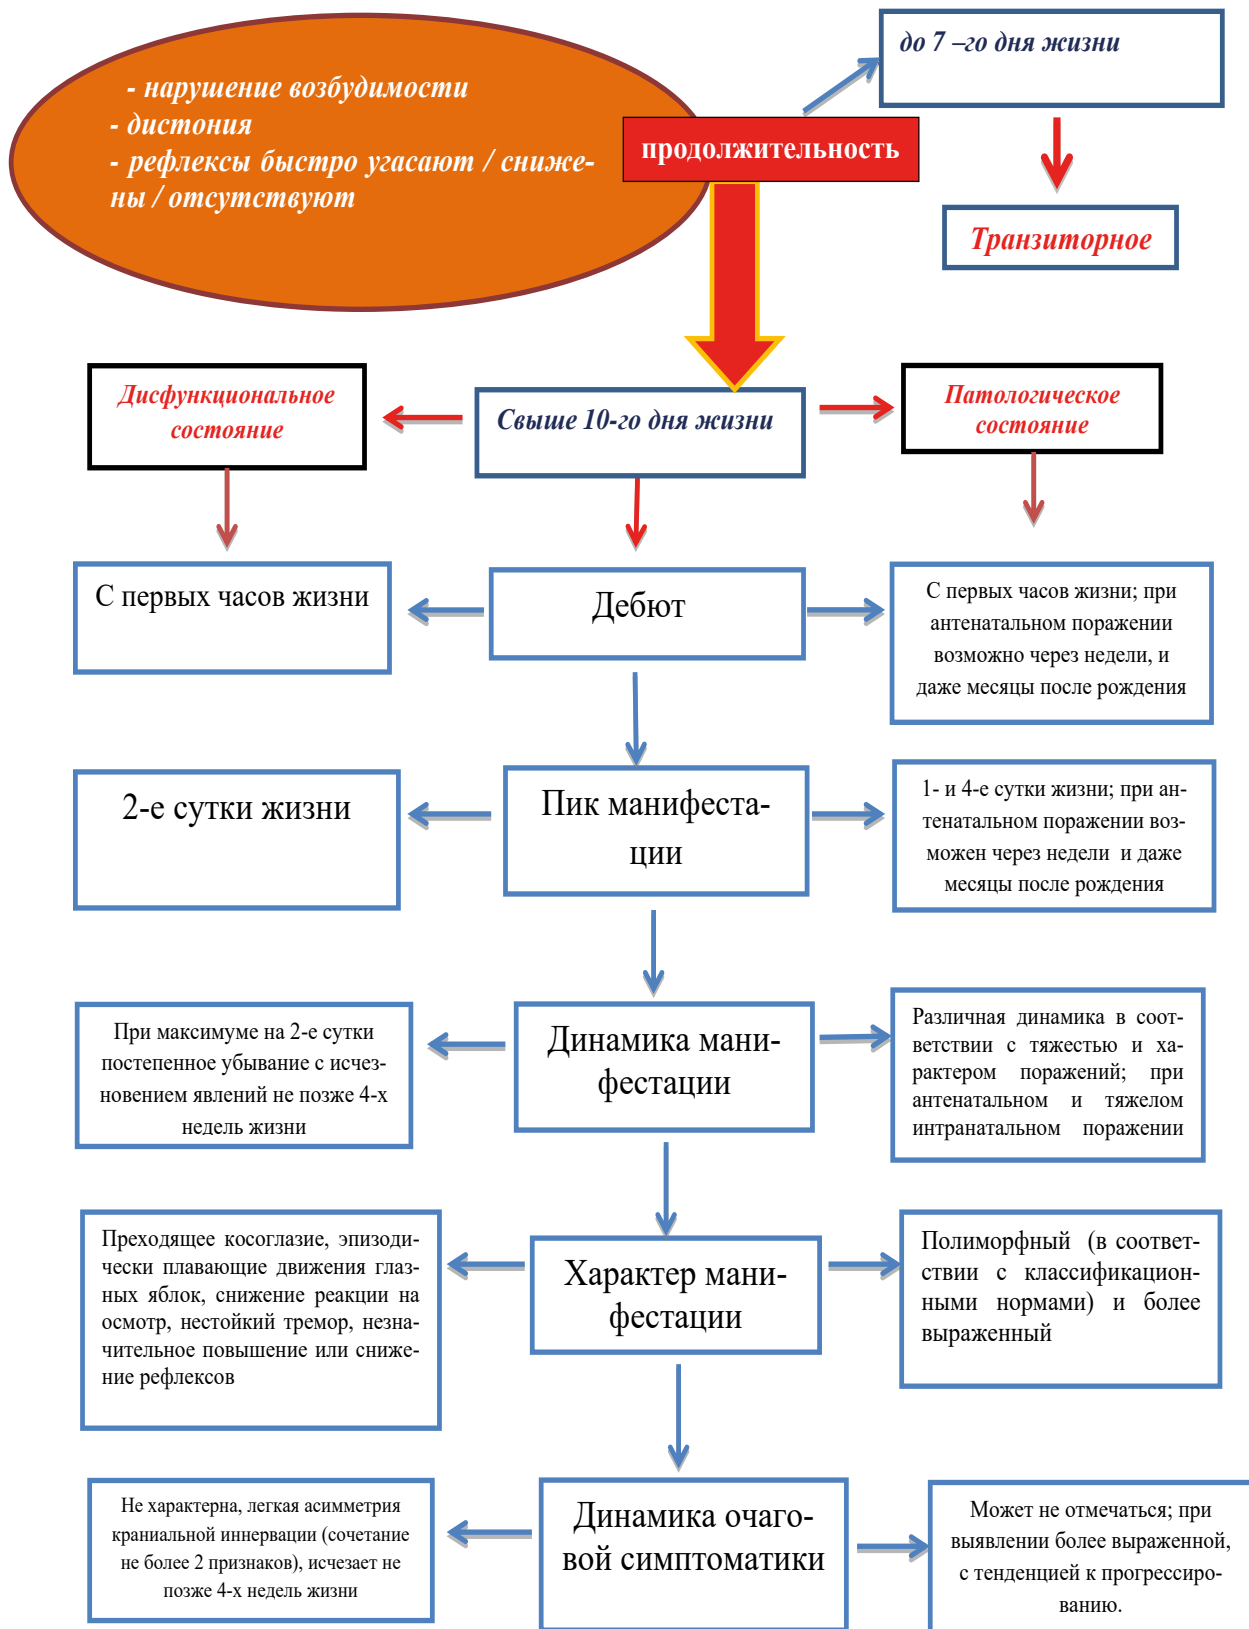 - нарушение возбудимости
- дистония
- рефлексы быстро угасают / сниже-
ны / отсутствуют
продолжительность
до 7 –го дня жизни
Транзиторное
Дисфункциональное
состояние
Свыше 10-го дня жизни
Патологическое
состояние
С первых часов жизни
Дебют
С первых часов жизни; при
антенатальном поражении
возможно через недели, и
даже месяцы после рождения
2-е сутки жизни
Пик манифеста-
ции
1- и 4-е сутки жизни; при ан-
тенатальном поражении воз-
можен через недели и даже
месяцы после рождения
При максимуме на 2-е сутки
постепенное убывание с исчез-
новением явлений не позже 4-х
недель жизни
Динамика мани-
фестации
Различная динамика в соот-
ветствии с тяжестью и ха-
рактером поражений; при
антенатальном и тяжелом
интранатальном поражении
Преходящее косоглазие, эпизоди-
чески плавающие движения глаз-
ных яблок, снижение реакции на
осмотр, нестойкий тремор, незна-
чительное повышение или сниже-
ние рефлексов
Характер мани-
фестации
Полиморфный (в соответ-
ствии с классификацион-
ными нормами) и более
выраженный
Не характерна, легкая асимметрия
краниальной иннервации (сочетание
не более 2 признаков), исчезает не
позже 4-х недель жизни
Динамика очаго-
вой симптоматики
Может не отмечаться; при
выявлении более выраженной,
с тенденцией к прогрессиро-
ванию.